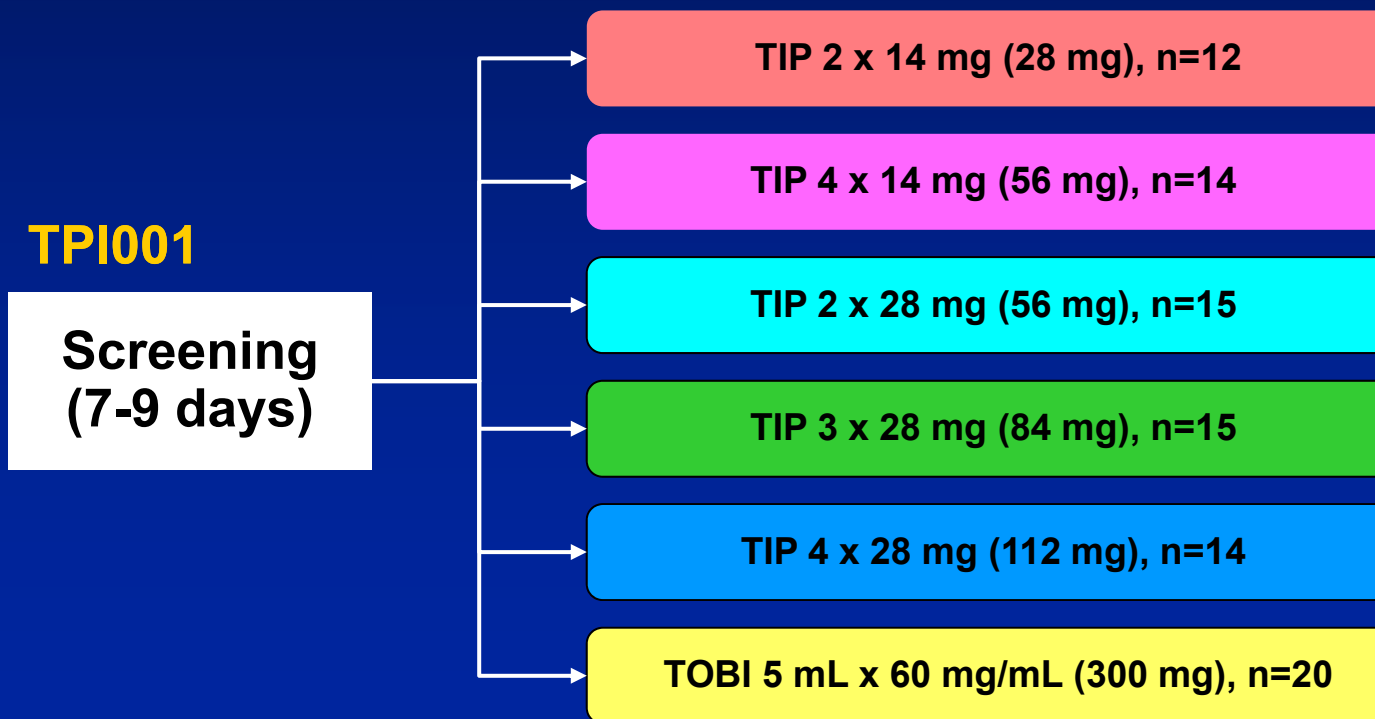 TPI001
Screening
(7-9 days)
TIP 2 x 14 mg (28 mg), n=12
TIP 4 x 14 mg (56 mg), n=14
TIP 2 x 28 mg (56 mg), n=15
TIP 3 x 28 mg (84 mg), n=15
TIP 4 x 28 mg (112 mg), n=14
TOBI 5 mL x 60 mg/mL (300 mg), n=20